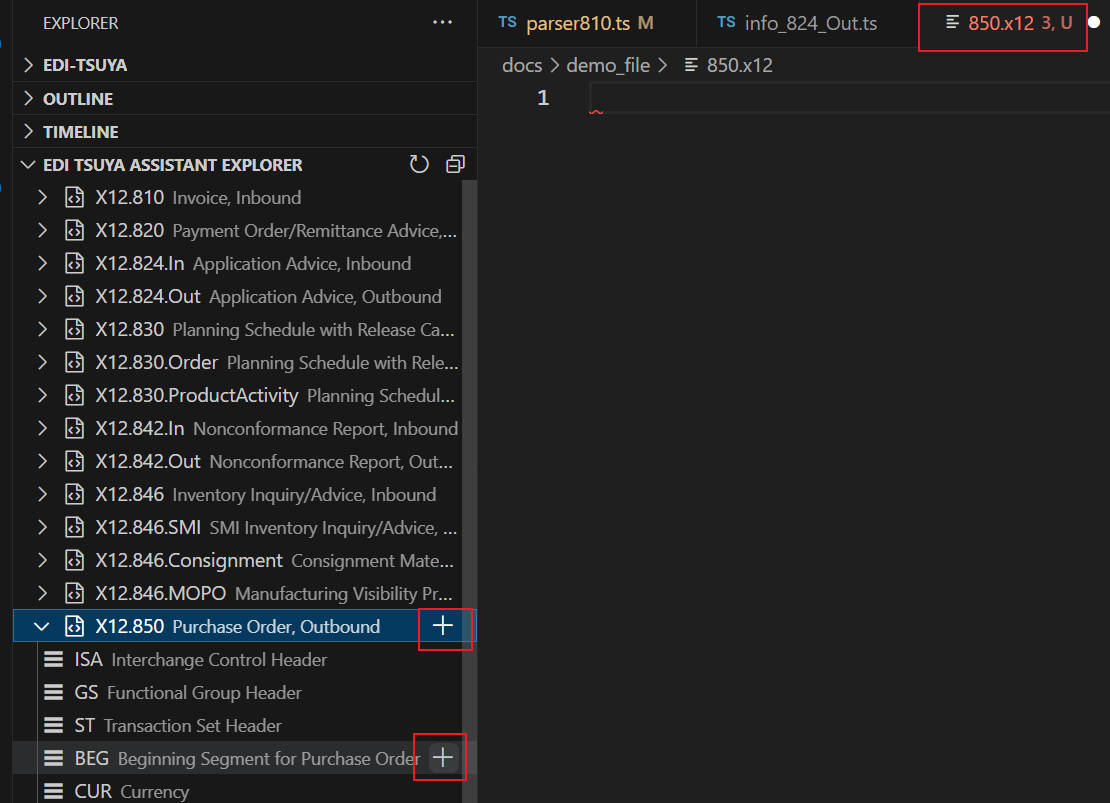 EXPLORER ···
EDI-TSUYA
OUTLINE
TIMELINE
EDI TSUYA ASSISTANT EXPLORER
X12.810 Invoice, Inbound
X12.820 Payment Order/Remittance Advice,...
X12.824.In Application Advice, Inbound
X12.824.Out Application Advice, Outbound
X12.830 Planning Schedule with Release Ca...
X12.830.Order Planning Schedule with Rele...
X12.830.ProductActivity Planning Schedul...
X12.842.In Nonconformance Report, Inbound
X12.842.Out Nonconformance Report, Out...
X12.846 Inventory Inquiry/Advice, Inbound
X12.846.SMI SMI Inventory Inquiry/Advice, ...
X12.846.Consignment Consignment Mate...
X12.846.MOPO Manufacturing Visibility Pr...
X12.850 Purchase Order, Outbound
ISA Interchange Control Header
GS Functional Group Header
ST Transaction Set Header
BEG Beginning Segment for Purchase Order
CUR Currency
TS parser810.ts M
TS info_824_Out.ts
850.x12 3, U
docs > demo_file > 850.x12
1